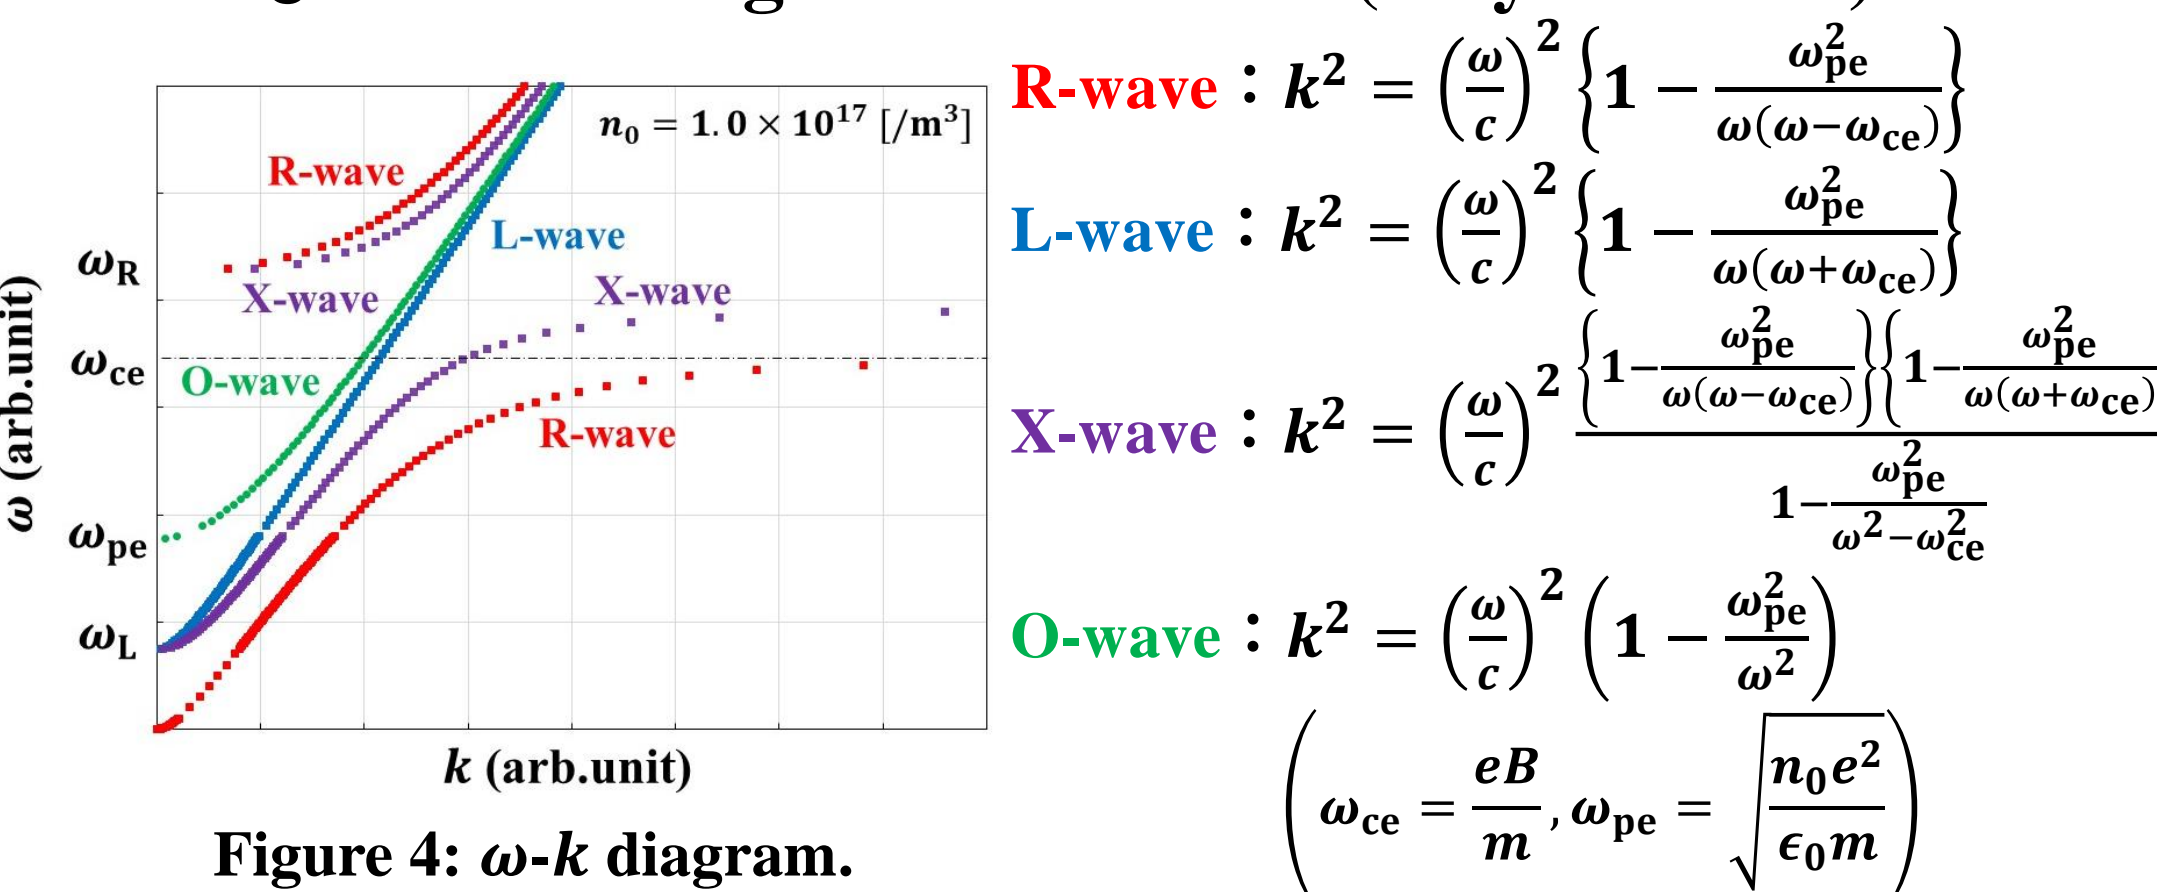 n₀ = 1.0 × 10¹⁷ [/m³]
R-wave
L-wave
X-wave
X-wave
O-wave
R-wave
ω_R
ω_ce
ω_pe
ω_L
ω (arb.unit)
k (arb.unit)
Figure 4: ω-k diagram.
R-wave : k² = (ω/c)² {1 − ω_pe²/(ω(ω−ω_ce))}
L-wave : k² = (ω/c)² {1 − ω_pe²/(ω(ω+ω_ce))}
X-wave : k² = (ω/c)² {1−ω_pe²/(ω(ω−ω_ce))}{1−ω_pe²/(ω(ω+ω_ce)) / (1−ω_pe²/(ω²−ω_ce²))
O-wave : k² = (ω/c)² (1 − ω_pe²/ω²)
(ω_ce = eB/m, ω_pe = √(n₀e²/(ϵ₀m)))